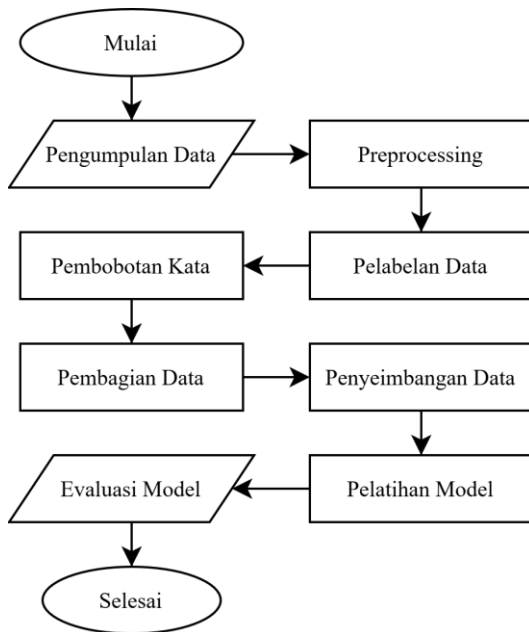 Mulai
Pengumpulan Data
Preprocessing
Pelabelan Data
Pembobotan Kata
Pembagian Data
Penyeimbangan Data
Pelatihan Model
Evaluasi Model
Selesai